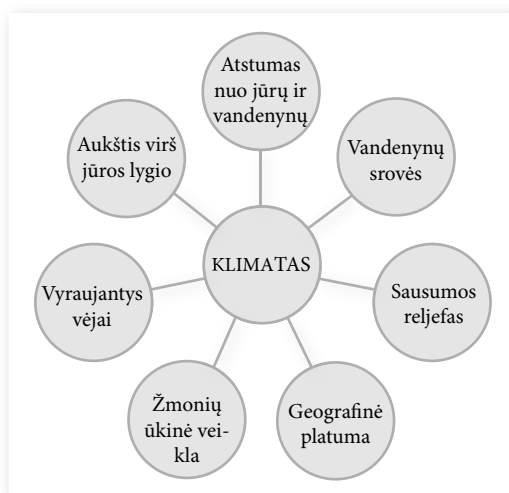 Atstumas
nuo jūrų ir
vandenynų
Aukštis virš
jūros lygio
Vandenynų
srovės
KLIMATAS
Vyraujantys
vėjai
Sausumos
reljefas
Žmonių
ūkinė vei-
kla
Geografinė
platuma